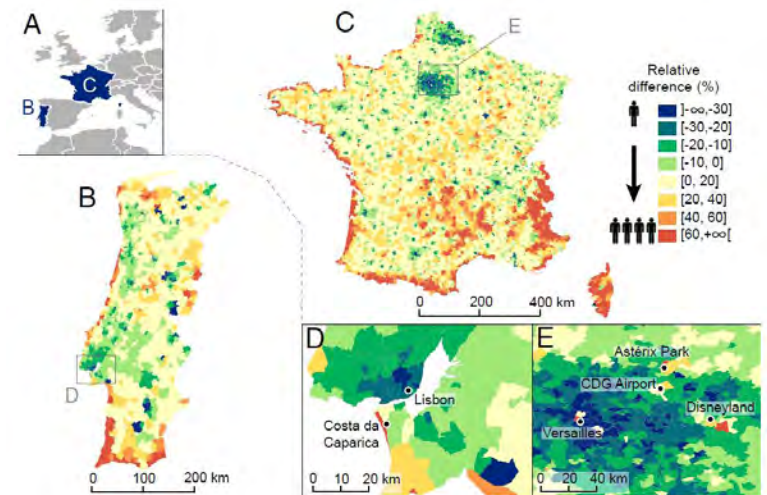 A
B
C
C
E
Relative
difference (%)
]-∞,-30]
[-30,-20]
[-20,-10]
[-10, 0]
[0, 20]
[20, 40]
[40, 60]
[60,+∞[
0 200 400 km
B
D
0 100 200 km
D
Lisbon
Costa da
Caparica
0 10 20 km
E
Astérix Park
CDG Airport
Disneyland
Versailles
0 20 40 km